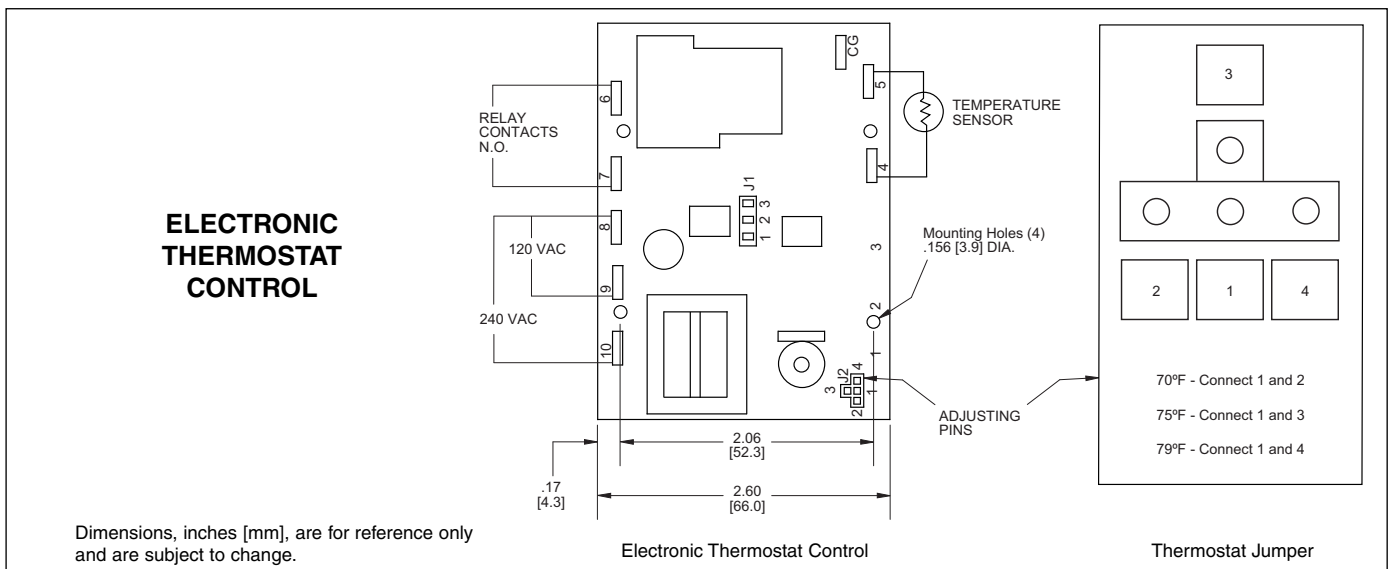 ELECTRONIC
THERMOSTAT
CONTROL
Dimensions, inches [mm], are for reference only
and are subject to change.
RELAY
CONTACTS
N.O.
120 VAC
240 VAC
6
7
8
9
10
CG
5
4
J1
1 2 3
3
2
1
J2
3
4
1
2
TEMPERATURE
SENSOR
Mounting Holes (4)
.156 [3.9] DIA.
ADJUSTING
PINS
2.06
[52.3]
.17
[4.3]
2.60
[66.0]
Electronic Thermostat Control
3
2 1 4
70ºF - Connect 1 and 2
75ºF - Connect 1 and 3
79ºF - Connect 1 and 4
Thermostat Jumper